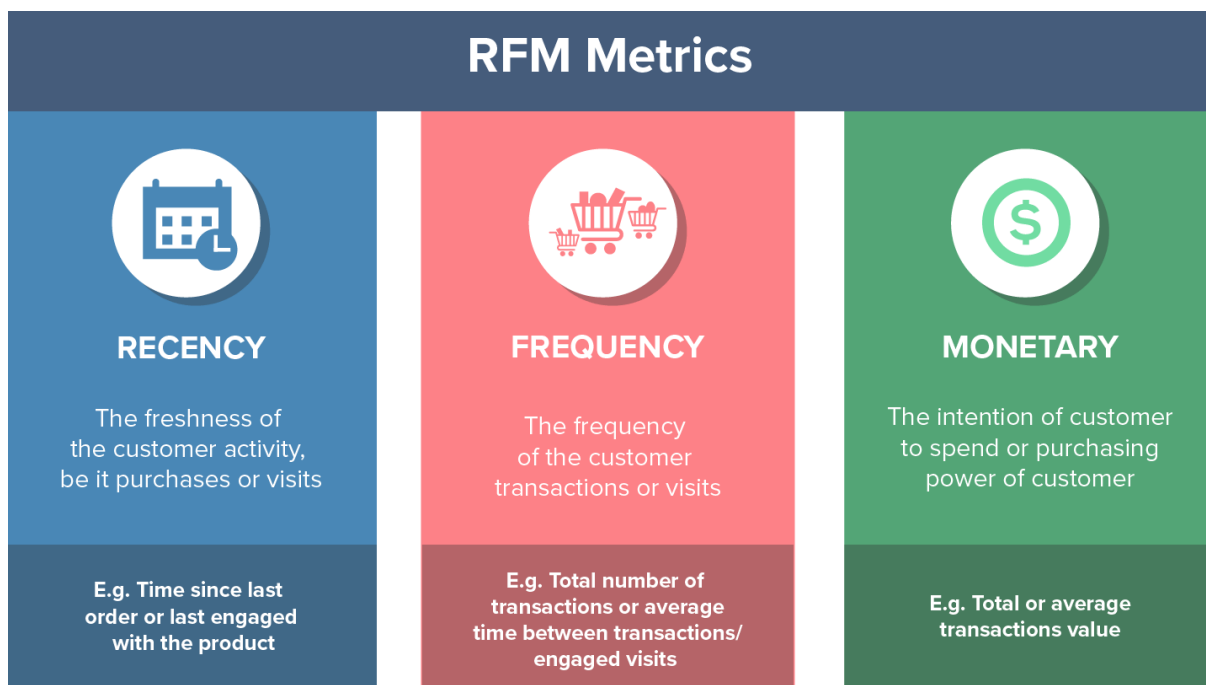 RFM Metrics
RECENCY
The freshness of
the customer activity,
be it purchases or visits
E.g. Time since last
order or last engaged
with the product
FREQUENCY
The frequency
of the customer
transactions or visits
E.g. Total number of
transactions or average
time between transactions/
engaged visits
MONETARY
The intention of customer
to spend or purchasing
power of customer
E.g. Total or average
transactions value